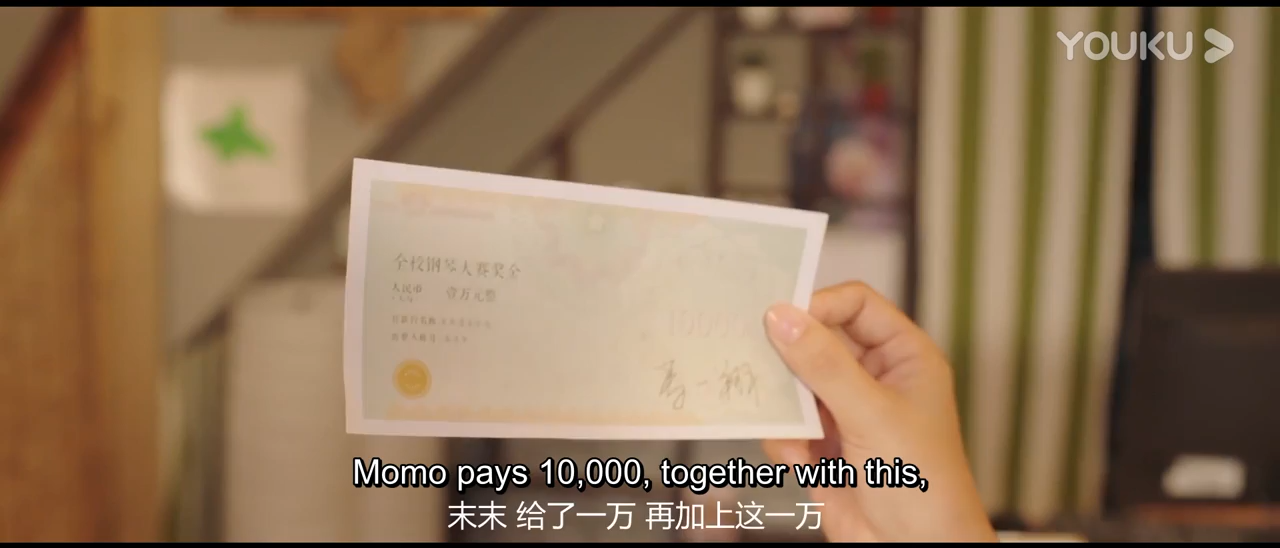 YOUKU
全校钢琴大赛奖金
人民币 壹万元整
10000
Momo pays 10,000, together with this,
末末 给了一万 再加上这一万